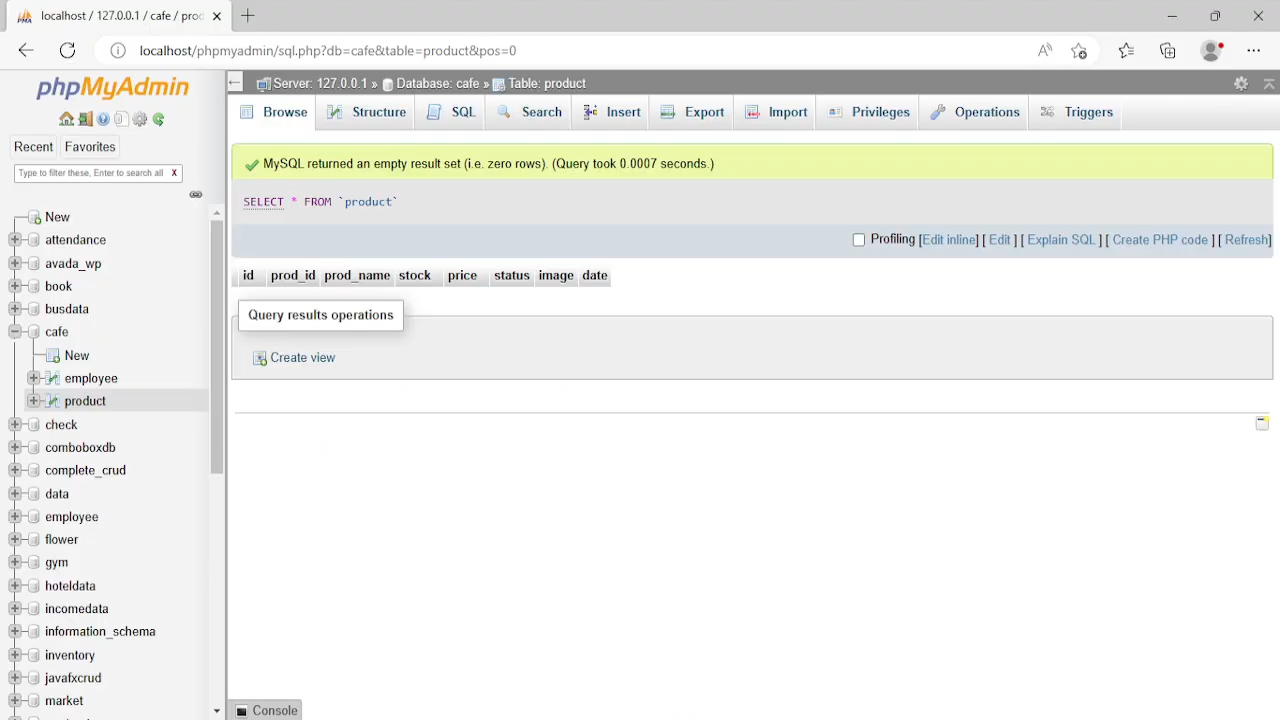 localhost / 127.0.0.1 / cafe / prod
localhost/phpmyadmin/sql.php?db=cafe&table=product&pos=0
phpMyAdmin
Recent
Favorites
Type to filter these, Enter to search all
X
New
attendance
avada_wp
book
busdata
cafe
New
employee
product
check
comboboxdb
complete_crud
data
employee
flower
gym
hoteldata
incomedata
information_schema
inventory
javafxcrud
market
Server: 127.0.0.1 » Database: cafe » Table: product
Browse Structure SQL Search Insert Export Import Privileges Operations Triggers
MySQL returned an empty result set (i.e. zero rows). (Query took 0.0007 seconds.)
SELECT * FROM `product`
Profiling [Edit inline] [ Edit ] [ Explain SQL ] [ Create PHP code ] [ Refresh]
id prod_id prod_name stock price status image date
Query results operations
Create view
Console